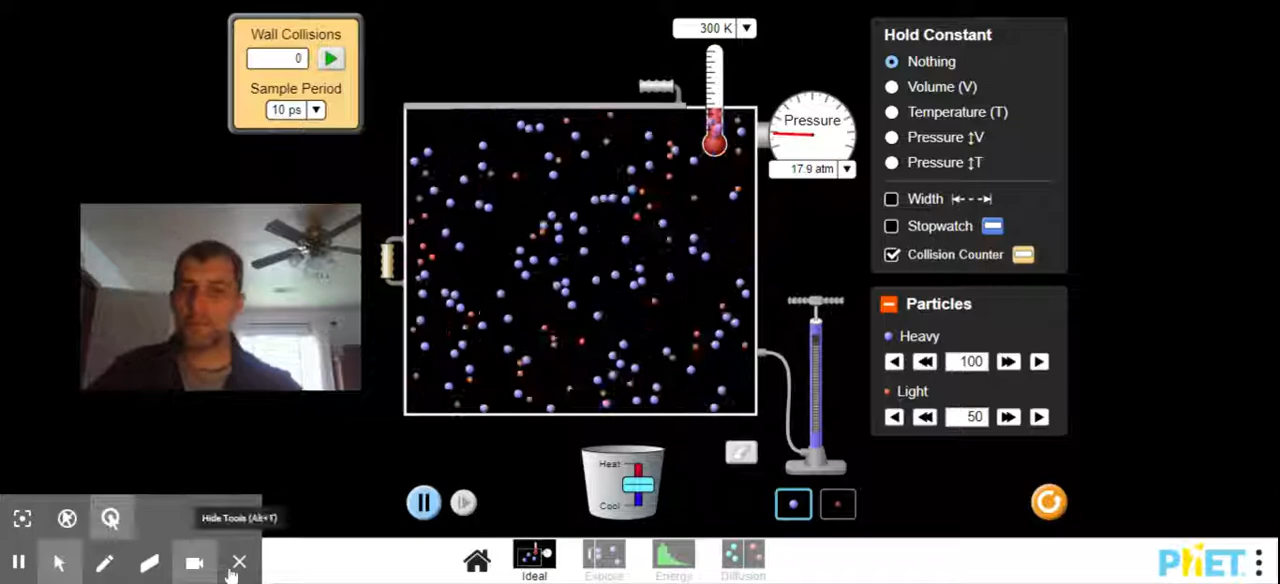 Wall Collisions
0
Sample Period
10 ps
300 K
Pressure
17.9 atm
Hold Constant
Nothing
Volume (V)
Temperature (T)
Pressure ↕V
Pressure ↕T
Width
Stopwatch
Collision Counter
Particles
Heavy
100
Light
50
Heat
Cool
Hide Tools (Alt+T)
Ideal
Explore
Energy
Diffusion
PhET